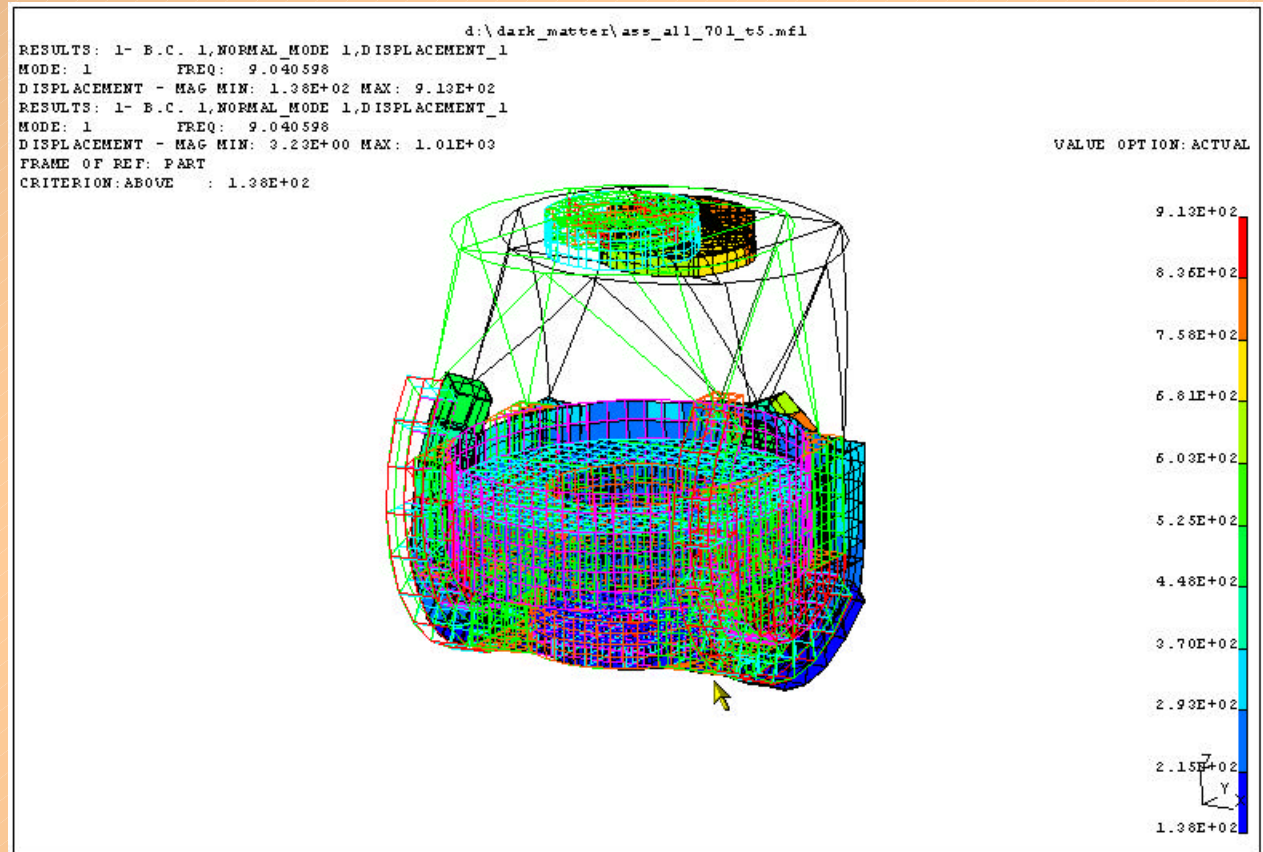 d:\dark_matter\ass_all_701_t5.mf1
RESULTS: 1- B.C. 1,NORMAL_MODE 1,DISPLACEMENT_1
MODE: 1 FREQ: 9.040598
DISPLACEMENT - MAG MIN: 1.38E+02 MAX: 9.13E+02
RESULTS: 1- B.C. 1,NORMAL_MODE 1,DISPLACEMENT_1
MODE: 1 FREQ: 9.040598
DISPLACEMENT - MAG MIN: 3.23E+00 MAX: 1.01E+03
FRAME OF REF: PART
CRITERION:ABOVE : 1.38E+02
VALUE OPTION:ACTUAL
9.13E+02
8.36E+02
7.58E+02
6.81E+02
6.03E+02
5.25E+02
4.48E+02
3.70E+02
2.93E+02
2.15E+02
1.38E+02
Z
Y
X